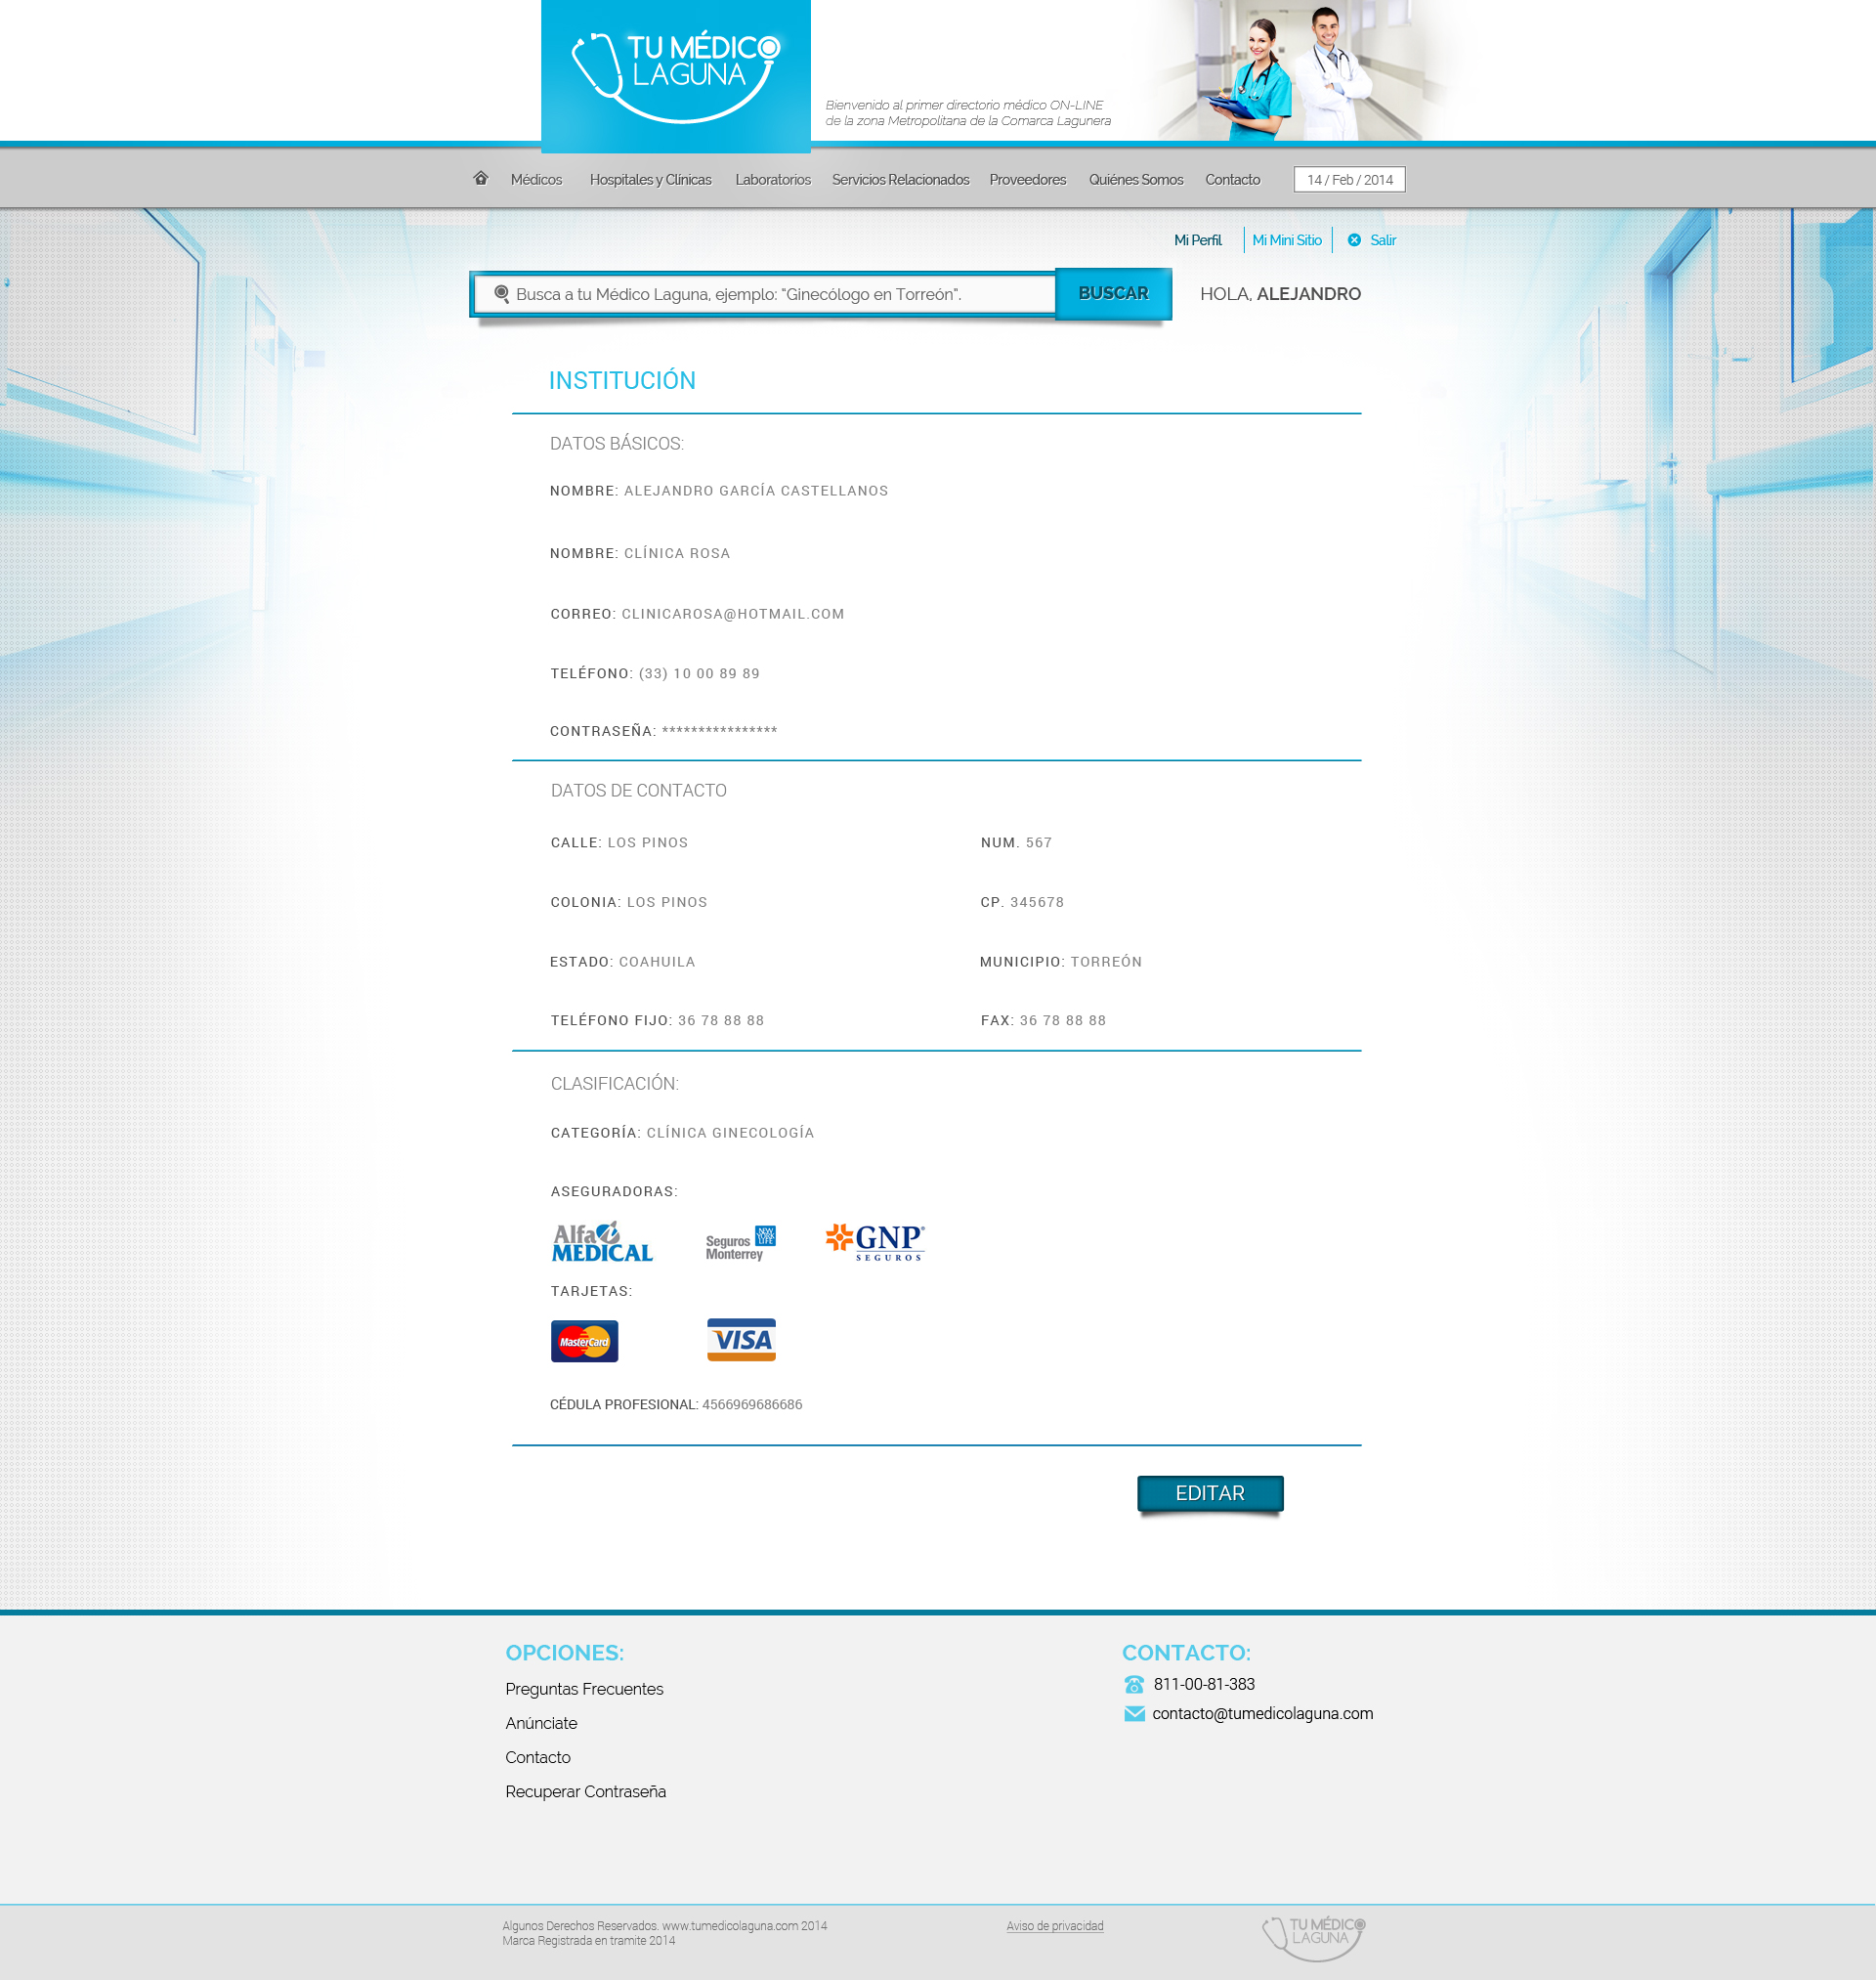 TU MÉDICO
LAGUNA
Bienvenido al primer directorio médico ON-LINE
de la zona Metropolitana de la Comarca Lagunera
Médicos Hospitales y Clínicas Laboratorios Servicios Relacionados Proveedores Quiénes Somos Contacto 14 / Feb / 2014
Mi Perfil Mi Mini Sitio Salir
Busca a tu Médico Laguna, ejemplo: "Ginecólogo en Torreón". BUSCAR HOLA, ALEJANDRO
INSTITUCIÓN
DATOS BÁSICOS:
NOMBRE: ALEJANDRO GARCÍA CASTELLANOS
NOMBRE: CLÍNICA ROSA
CORREO: CLINICAROSA@HOTMAIL.COM
TELÉFONO: (33) 10 00 89 89
CONTRASEÑA: ****************
DATOS DE CONTACTO
CALLE: LOS PINOS NUM. 567
COLONIA: LOS PINOS CP. 345678
ESTADO: COAHUILA MUNICIPIO: TORREÓN
TELÉFONO FIJO: 36 78 88 88 FAX: 36 78 88 88
CLASIFICACIÓN:
CATEGORÍA: CLÍNICA GINECOLOGÍA
ASEGURADORAS:
Alfa
MEDICAL
Seguros
Monterrey
NEW
YORK
LIFE
GNP
SEGUROS
TARJETAS:
MasterCard VISA
CÉDULA PROFESIONAL: 4566969686686
EDITAR
OPCIONES:
Preguntas Frecuentes
Anúnciate
Contacto
Recuperar Contraseña
CONTACTO:
811-00-81-383
contacto@tumedicolaguna.com
Algunos Derechos Reservados. www.tumedicolaguna.com 2014
Marca Registrada en tramite 2014
Aviso de privacidad
TU MÉDICO
LAGUNA